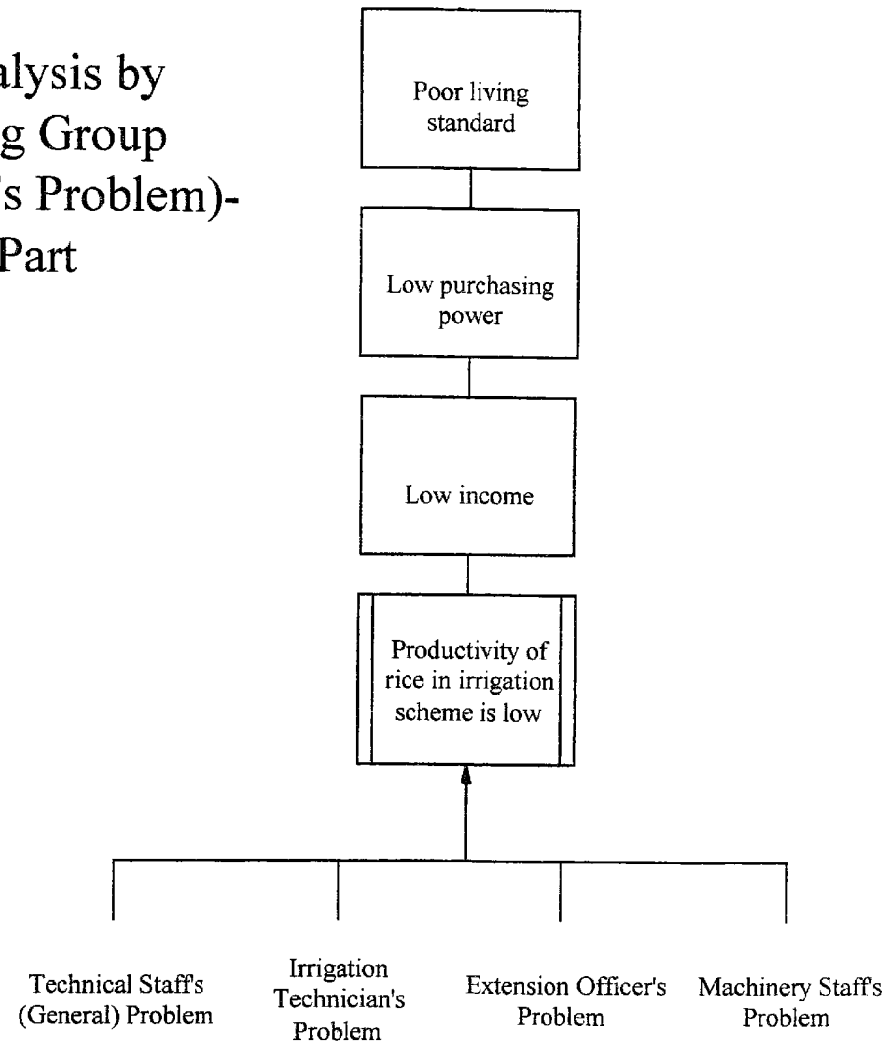 alysis by
g Group
's Problem)-
Part
Poor living
standard
Low purchasing
power
Low income
Productivity of
rice in irrigation
scheme is low
Technical Staff's
(General) Problem
Irrigation
Technician's
Problem
Extension Officer's
Problem
Machinery Staff's
Problem